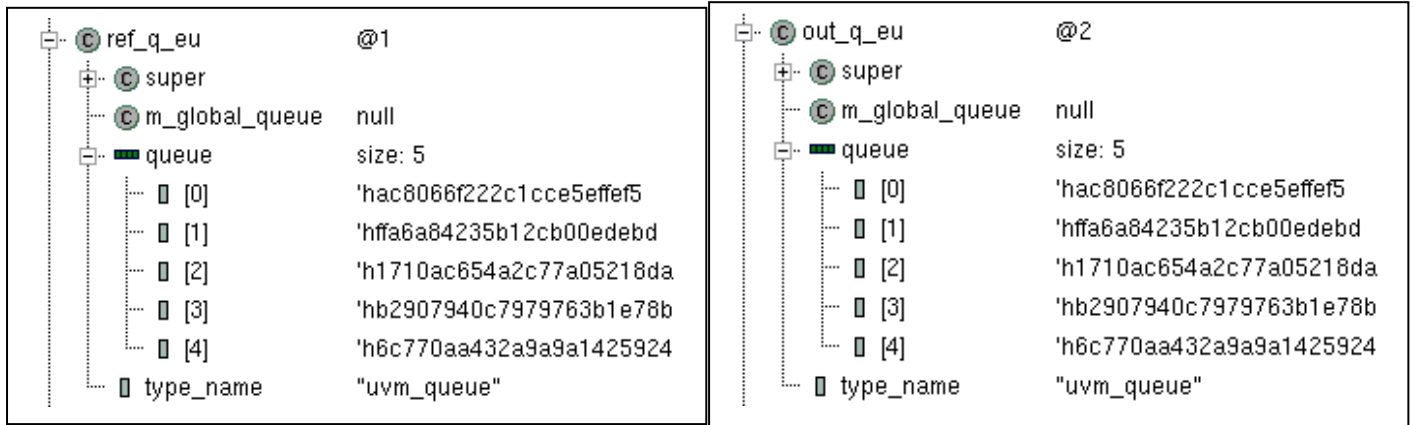 ref_q_eu @1
super
m_global_queue null
queue size: 5
[0] 'hac8066f222c1cce5effef5
[1] 'hffa6a84235b12cb00edebd
[2] 'h1710ac654a2c77a05218da
[3] 'hb2907940c7979763b1e78b
[4] 'h6c770aa432a9a9a1425924
type_name "uvm_queue"
out_q_eu @2
super
m_global_queue null
queue size: 5
[0] 'hac8066f222c1cce5effef5
[1] 'hffa6a84235b12cb00edebd
[2] 'h1710ac654a2c77a05218da
[3] 'hb2907940c7979763b1e78b
[4] 'h6c770aa432a9a9a1425924
type_name "uvm_queue"